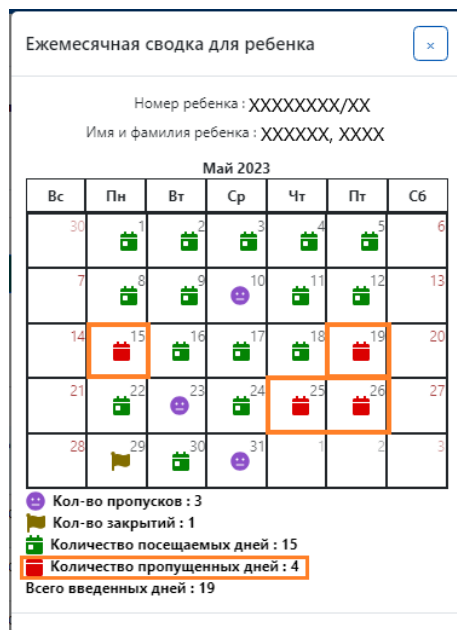 Ежемесячная сводка для ребенка ×
Номер ребенка : XXXXXXXX/XX
Имя и фамилия ребенка : XXXXXX, XXXX
Май 2023
Вс Пн Вт Ср Чт Пт Сб
30 1 2 3 4 5 6
7 8 9 10 11 12 13
14 15 16 17 18 19 20
21 22 23 24 25 26 27
28 29 30 31 1 2 3
Кол-во пропусков : 3
Кол-во закрытий : 1
Количество посещаемых дней : 15
Количество пропущенных дней : 4
Всего введенных дней : 19